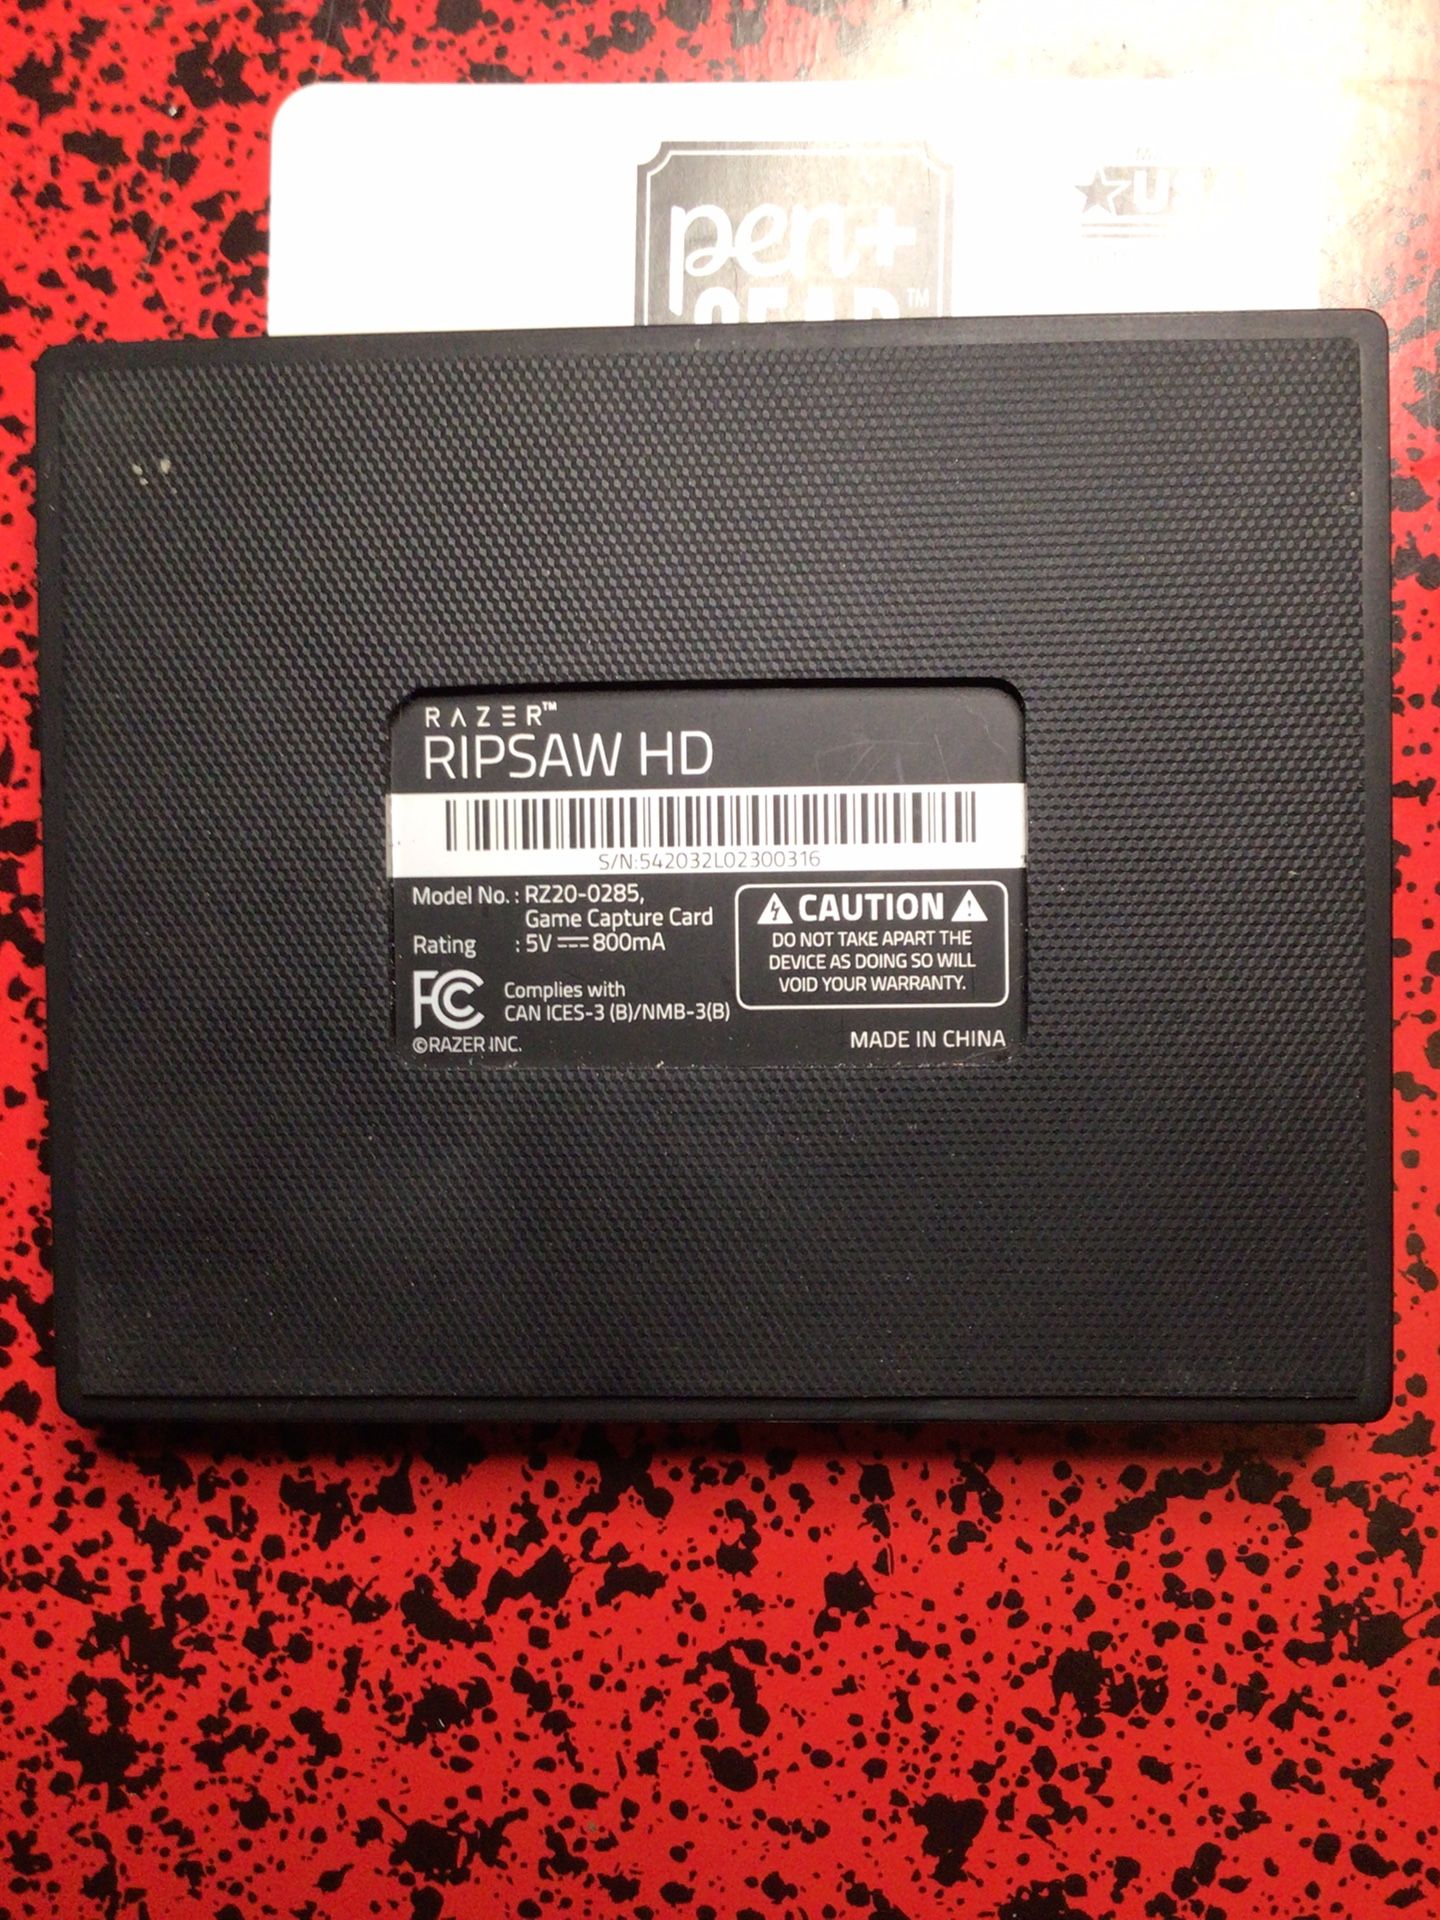 pen+
GEAR™
USA
RAZER™
RIPSAW HD
S/N:542032L02300316
Model No. : RZ20-0285,
Game Capture Card
Rating : 5V ⎓ 800mA
FC
Complies with
CAN ICES-3 (B)/NMB-3(B)
©RAZER INC.
CAUTION
DO NOT TAKE APART THE
DEVICE AS DOING SO WILL
VOID YOUR WARRANTY.
MADE IN CHINA